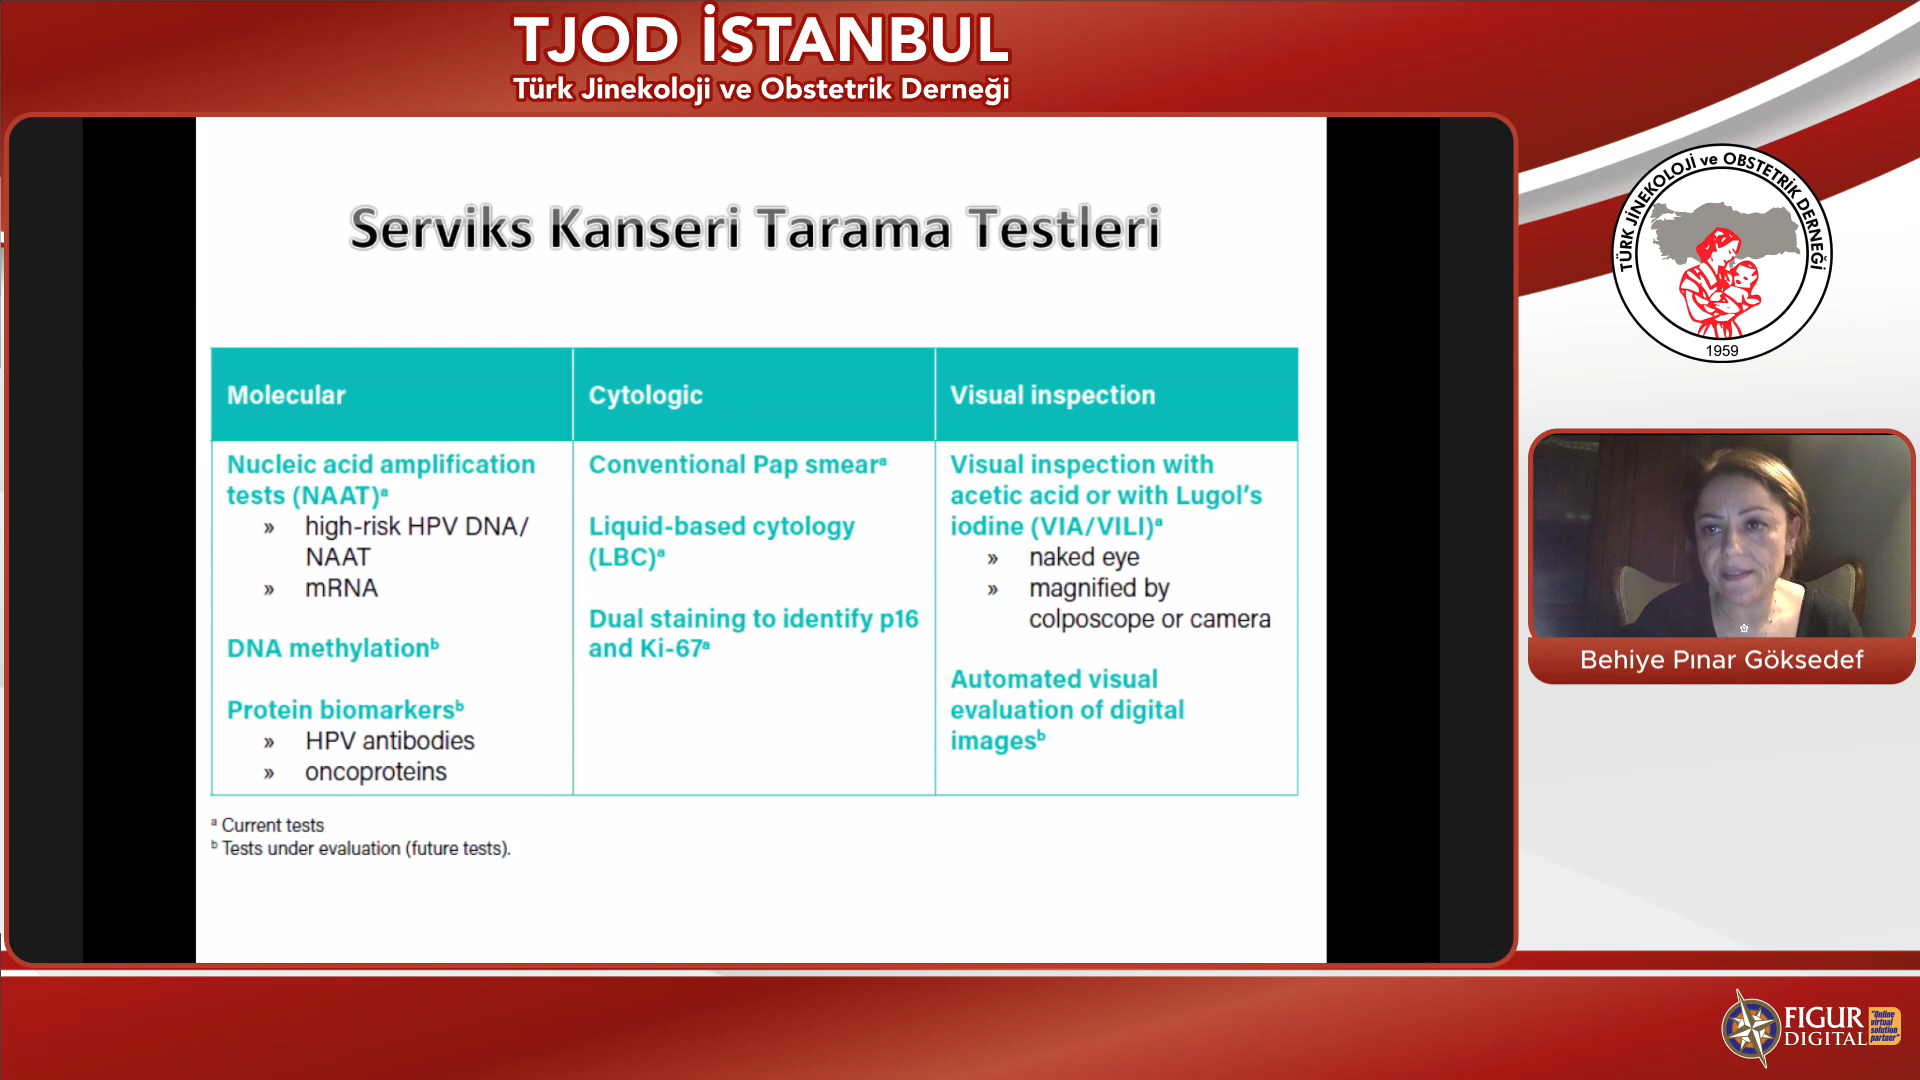 TJOD İSTANBUL
Türk Jinekoloji ve Obstetrik Derneği
Serviks Kanseri Tarama Testleri
Molecular
Nucleic acid amplification
tests (NAAT)ᵃ
» high-risk HPV DNA/
NAAT
» mRNA
DNA methylationᵇ
Protein biomarkersᵇ
» HPV antibodies
» oncoproteins
Cytologic
Conventional Pap smearᵃ
Liquid-based cytology
(LBC)ᵃ
Dual staining to identify p16
and Ki-67ᵃ
Visual inspection
Visual inspection with
acetic acid or with Lugol’s
iodine (VIA/VILI)ᵃ
» naked eye
» magnified by
colposcope or camera
Automated visual
evaluation of digital
imagesᵇ
ᵃ Current tests
ᵇ Tests under evaluation (future tests).
TÜRK JİNEKOLOJİ ve OBSTETRİK DERNEĞİ
1959
Behiye Pınar Göksedef
FIGUR
DIGITAL
"Online
virtual
solution
partner"